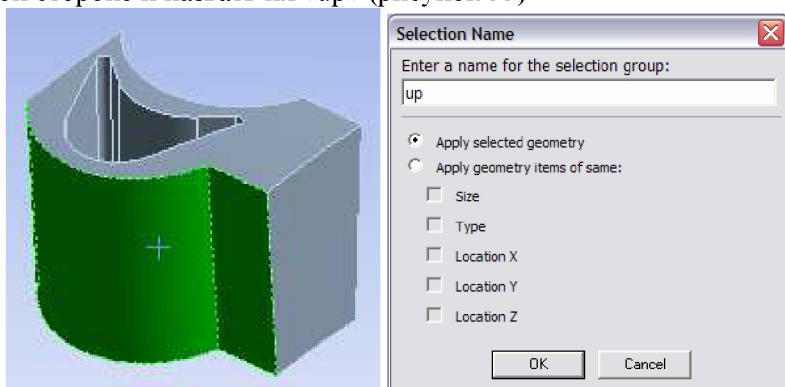 Selection Name
Enter a name for the selection group:
up
Apply selected geometry
Apply geometry items of same:
Size
Type
Location X
Location Y
Location Z
OK
Cancel